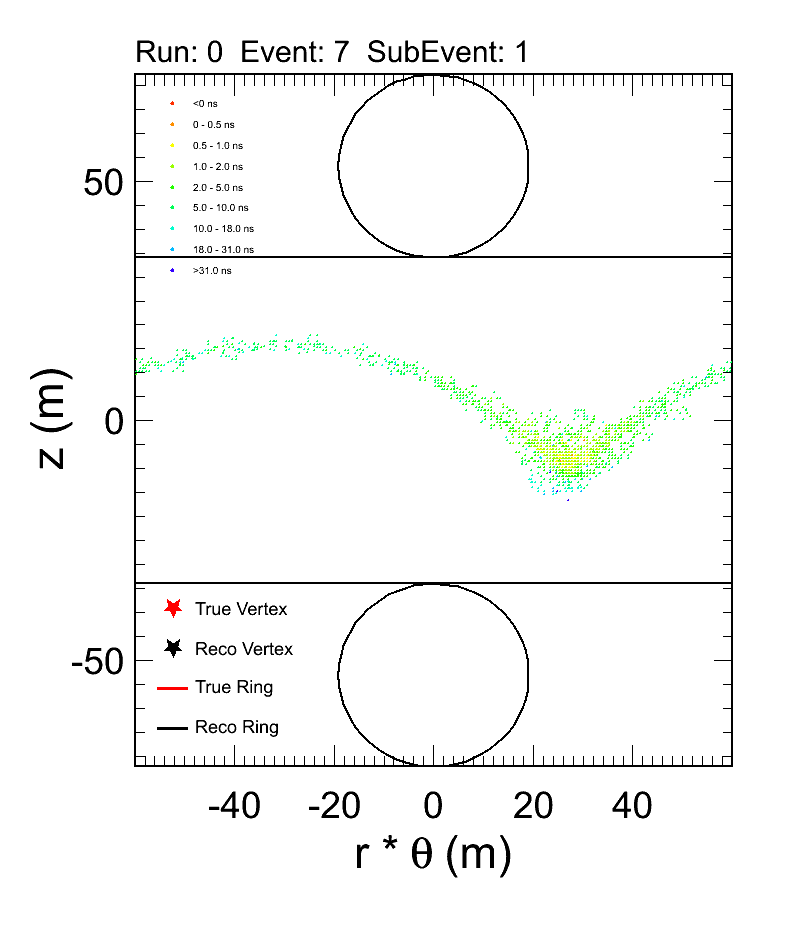 Run: 0  Event: 7  SubEvent: 1
<0 ns
0 - 0.5 ns
0.5 - 1.0 ns
1.0 - 2.0 ns
2.0 - 5.0 ns
5.0 - 10.0 ns
10.0 - 18.0 ns
18.0 - 31.0 ns
>31.0 ns
50
0
-50
z (m)
True Vertex
Reco Vertex
True Ring
Reco Ring
-40 -20 0 20 40
r * θ (m)